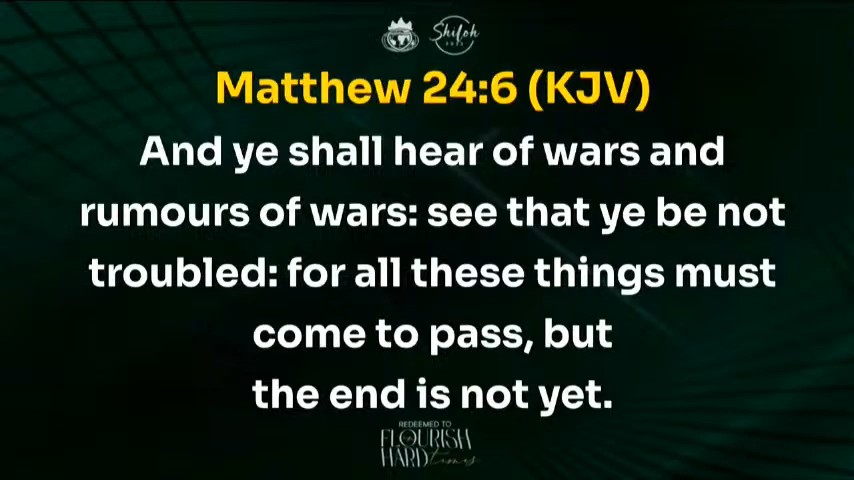 Shiloh
Matthew 24:6 (KJV)
And ye shall hear of wars and
rumours of wars: see that ye be not
troubled: for all these things must
come to pass, but
the end is not yet.
REDEEMED TO
FLOURISH
HARD times